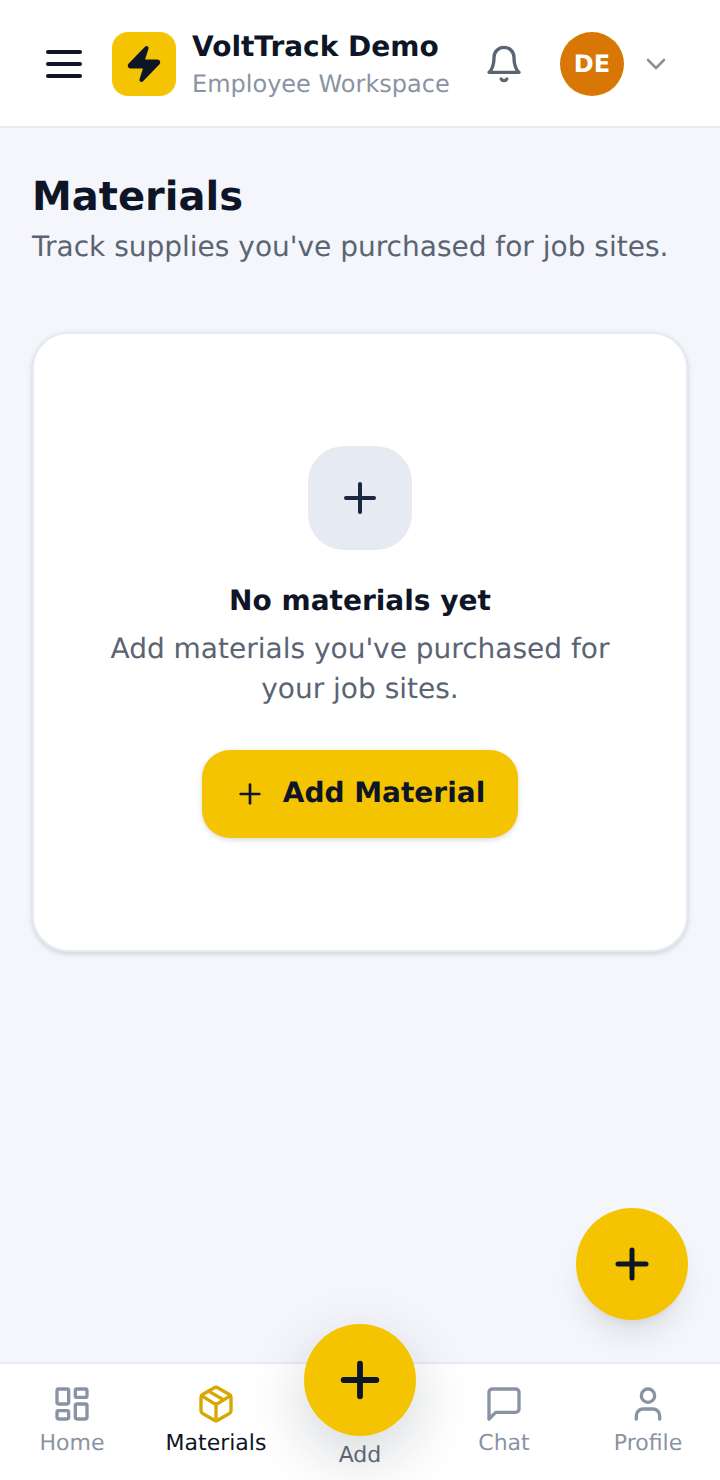 VoltTrack Demo
Employee Workspace
DE
Materials
Track supplies you've purchased for job sites.
No materials yet
Add materials you've purchased for
your job sites.
Add Material
Home
Materials
Add
Chat
Profile